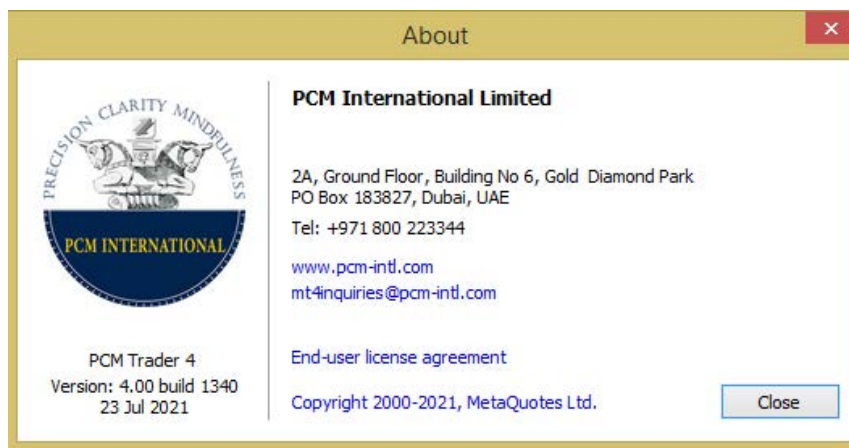 About
PRECISION CLARITY MINDFULNESS
PCM INTERNATIONAL
PCM Trader 4
Version: 4.00 build 1340
23 Jul 2021
PCM International Limited
2A, Ground Floor, Building No 6, Gold Diamond Park
PO Box 183827, Dubai, UAE
Tel: +971 800 223344
www.pcm-intl.com
mt4inquiries@pcm-intl.com
End-user license agreement
Copyright 2000-2021, MetaQuotes Ltd.
Close